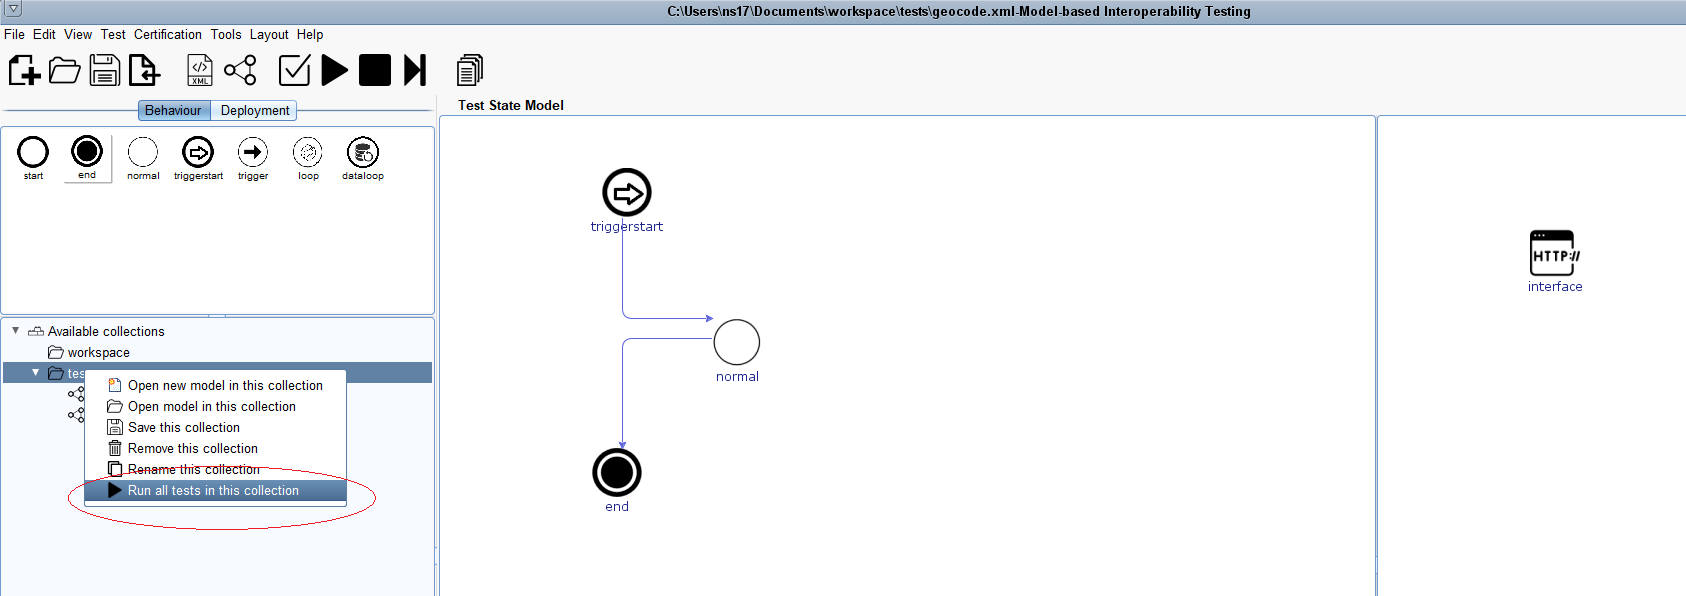 C:\Users\ns17\Documents\workspace\tests\geocode.xml-Model-based Interoperability Testing
File Edit View Test Certification Tools Layout Help
</> XML
Behaviour Deployment
start end normal triggerstart trigger loop dataloop
Available collections
workspace
tes
Open new model in this collection
Open model in this collection
Save this collection
Remove this collection
Rename this collection
Run all tests in this collection
Test State Model
triggerstart
normal
end
HTTP://
interface